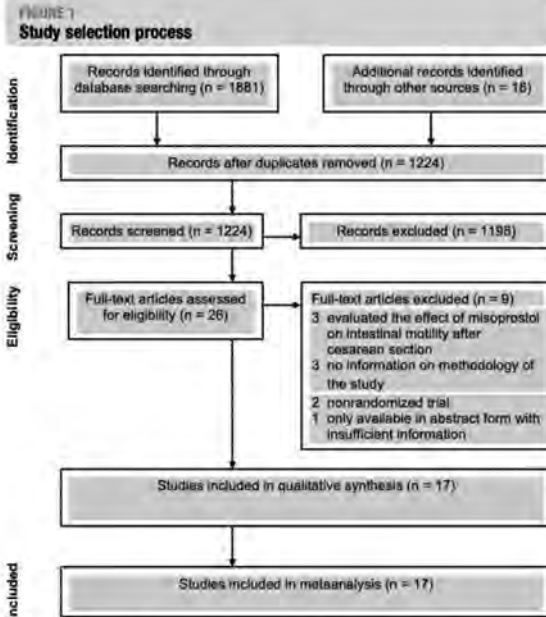 FIGURE 1
Study selection process
Identification
Records identified through
database searching (n = 1881)
Additional records identified
through other sources (n = 18)
Records after duplicates removed (n = 1224)
Screening
Records screened (n = 1224)
Records excluded (n = 1198)
Eligibility
Full-text articles assessed
for eligibility (n = 26)
Full-text articles excluded (n = 9)
3 evaluated the effect of misoprostol
on intestinal motility after
cesarean section
3 no information on methodology of
the study
2 nonrandomized trial
1 only available in abstract form with
insufficient information
Studies included in qualitative synthesis (n = 17)
Included
Studies included in metaanalysis (n = 17)